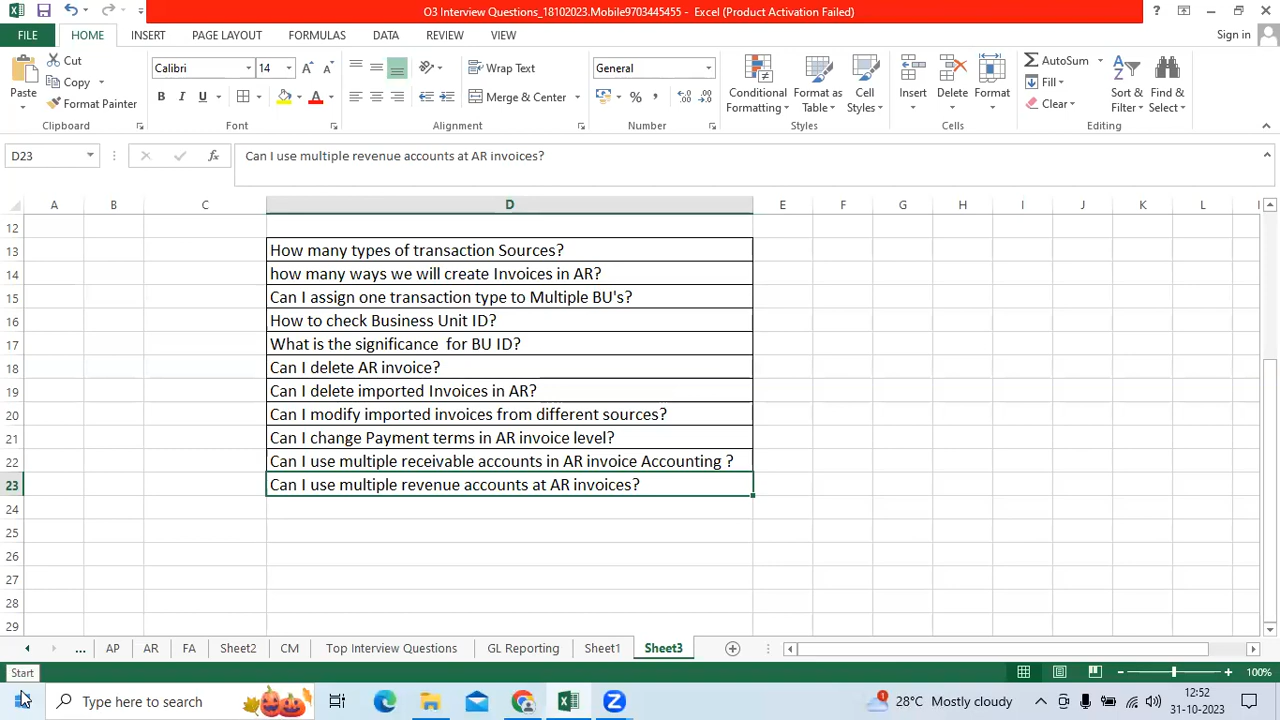 O3 Interview Questions_18102023.Mobile9703445455 - Excel (Product Activation Failed)
FILE HOME INSERT PAGE LAYOUT FORMULAS DATA REVIEW VIEW Sign in
Paste
Cut
Copy
Format Painter
Clipboard
Calibri 14
B I U
Font
Wrap Text
Merge & Center
Alignment
General
Number
Conditional Formatting
Format as Table
Cell Styles
Styles
Insert Delete Format
Cells
AutoSum
Fill
Clear
Sort & Filter
Find & Select
Editing
D23 fx Can I use multiple revenue accounts at AR invoices?
A B C D E F G H I J K L
12
13 How many types of transaction Sources?
14 how many ways we will create Invoices in AR?
15 Can I assign one transaction type to Multiple BU's?
16 How to check Business Unit ID?
17 What is the significance for BU ID?
18 Can I delete AR invoice?
19 Can I delete imported Invoices in AR?
20 Can I modify imported invoices from different sources?
21 Can I change Payment terms in AR invoice level?
22 Can I use multiple receivable accounts in AR invoice Accounting ?
23 Can I use multiple revenue accounts at AR invoices?
24
25
26
27
28
29
... AP AR FA Sheet2 CM Top Interview Questions GL Reporting Sheet1 Sheet3
Start
100%
Type here to search
28°C Mostly cloudy
12:52
31-10-2023